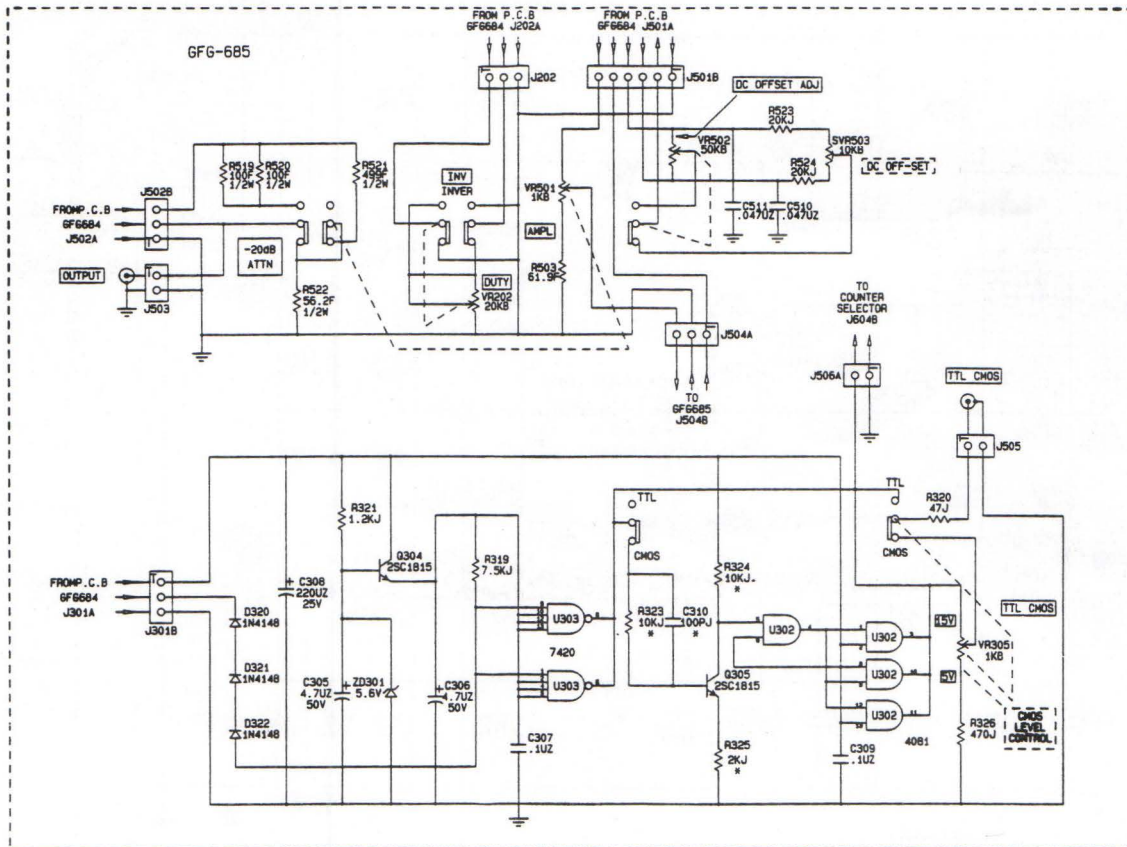 GFG-685
FROM P.C.B
GFG684 J202A
FROM P.C.B
GFG684 J501A
J202
J501B
DC OFFSET ADJ
R523
20KJ
VR502
50KB
SVR503
10KB
R524
20KJ
DC OFF-SET
R519
100F
1/2W
R520
100F
1/2W
R521
499F
1/2W
INV
INVER
VR501
1KB
C511
.047UZ
C510
.047UZ
J502B
FROMP.C.B
GFG684
J502A
-20dB
ATTN
AMPL
OUTPUT
J503
R522
56.2F
1/2W
DUTY
VR202
20KB
R503
61.9F
J504A
TO
GFG685
J504B
TO
COUNTER
SELECTOR
J604B
J506A
TTL CMOS
J505
TTL
TTL
R320
47J
CMOS
CMOS
R321
1.2KJ
Q304
2SC1815
R319
7.5KJ
R324
10KJ
*
FROMP.C.B
GFG684
J301A
J301B
C308
220UZ
25V
D320
1N4148
D321
1N4148
D322
1N4148
C305
4.7UZ
50V
ZD301
5.6V
C306
4.7UZ
50V
U303
7420
U303
C307
.1UZ
R323
10KJ
*
C310
100PJ
*
Q305
2SC1815
R325
2KJ
*
U302
U302
U302
U302
4081
C309
.1UZ
15V
5V
TTL CMOS
VR305
1KB
R326
470J
CMOS
LEVEL
CONTROL